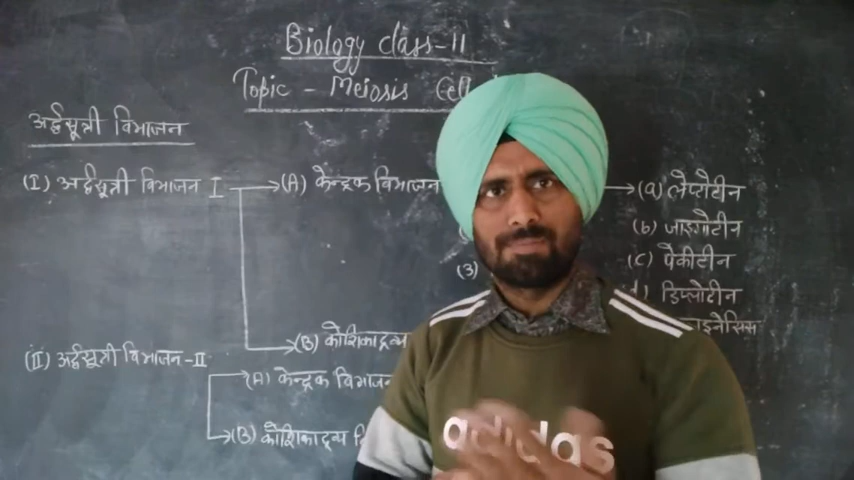 Biology class-11
Topic - Meiosis Cell
अर्द्धसूत्री विभाजन
(I) अर्द्धसूत्री विभाजन I → (A) केन्द्रक विभाजन → (a) लेप्टोटीन
(b) जाइगोटीन
(3) (c) पैकीटीन
(d) डिप्लोटीन
(B) कोशिकाद्रव्य
(II) अर्द्धसूत्री विभाजन-II → (A) केन्द्रक विभाजन
(B) कोशिकाद्रव्य
adidas